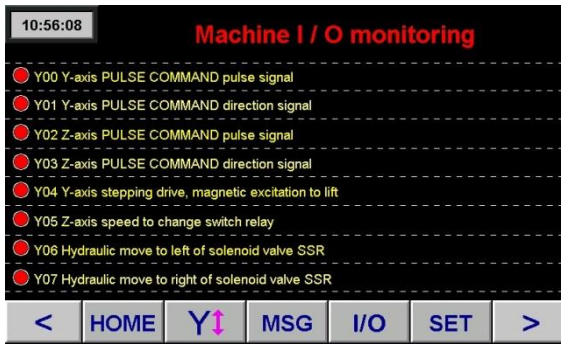 10:56:08
Machine I / O monitoring
Y00 Y-axis PULSE COMMAND pulse signal
Y01 Y-axis PULSE COMMAND direction signal
Y02 Z-axis PULSE COMMAND pulse signal
Y03 Z-axis PULSE COMMAND direction signal
Y04 Y-axis stepping drive, magnetic excitation to lift
Y05 Z-axis speed to change switch relay
Y06 Hydraulic move to left of solenoid valve SSR
Y07 Hydraulic move to right of solenoid valve SSR
< HOME Y↕ MSG I/O SET >